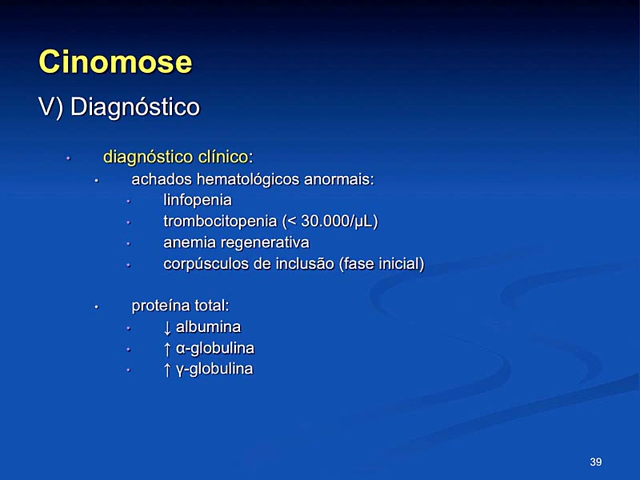 Cinomose
V) Diagnóstico
• diagnóstico clínico:
• achados hematológicos anormais:
• linfopenia
• trombocitopenia (< 30.000/μL)
• anemia regenerativa
• corpúsculos de inclusão (fase inicial)
• proteína total:
• ↓ albumina
• ↑ α-globulina
• ↑ γ-globulina
39